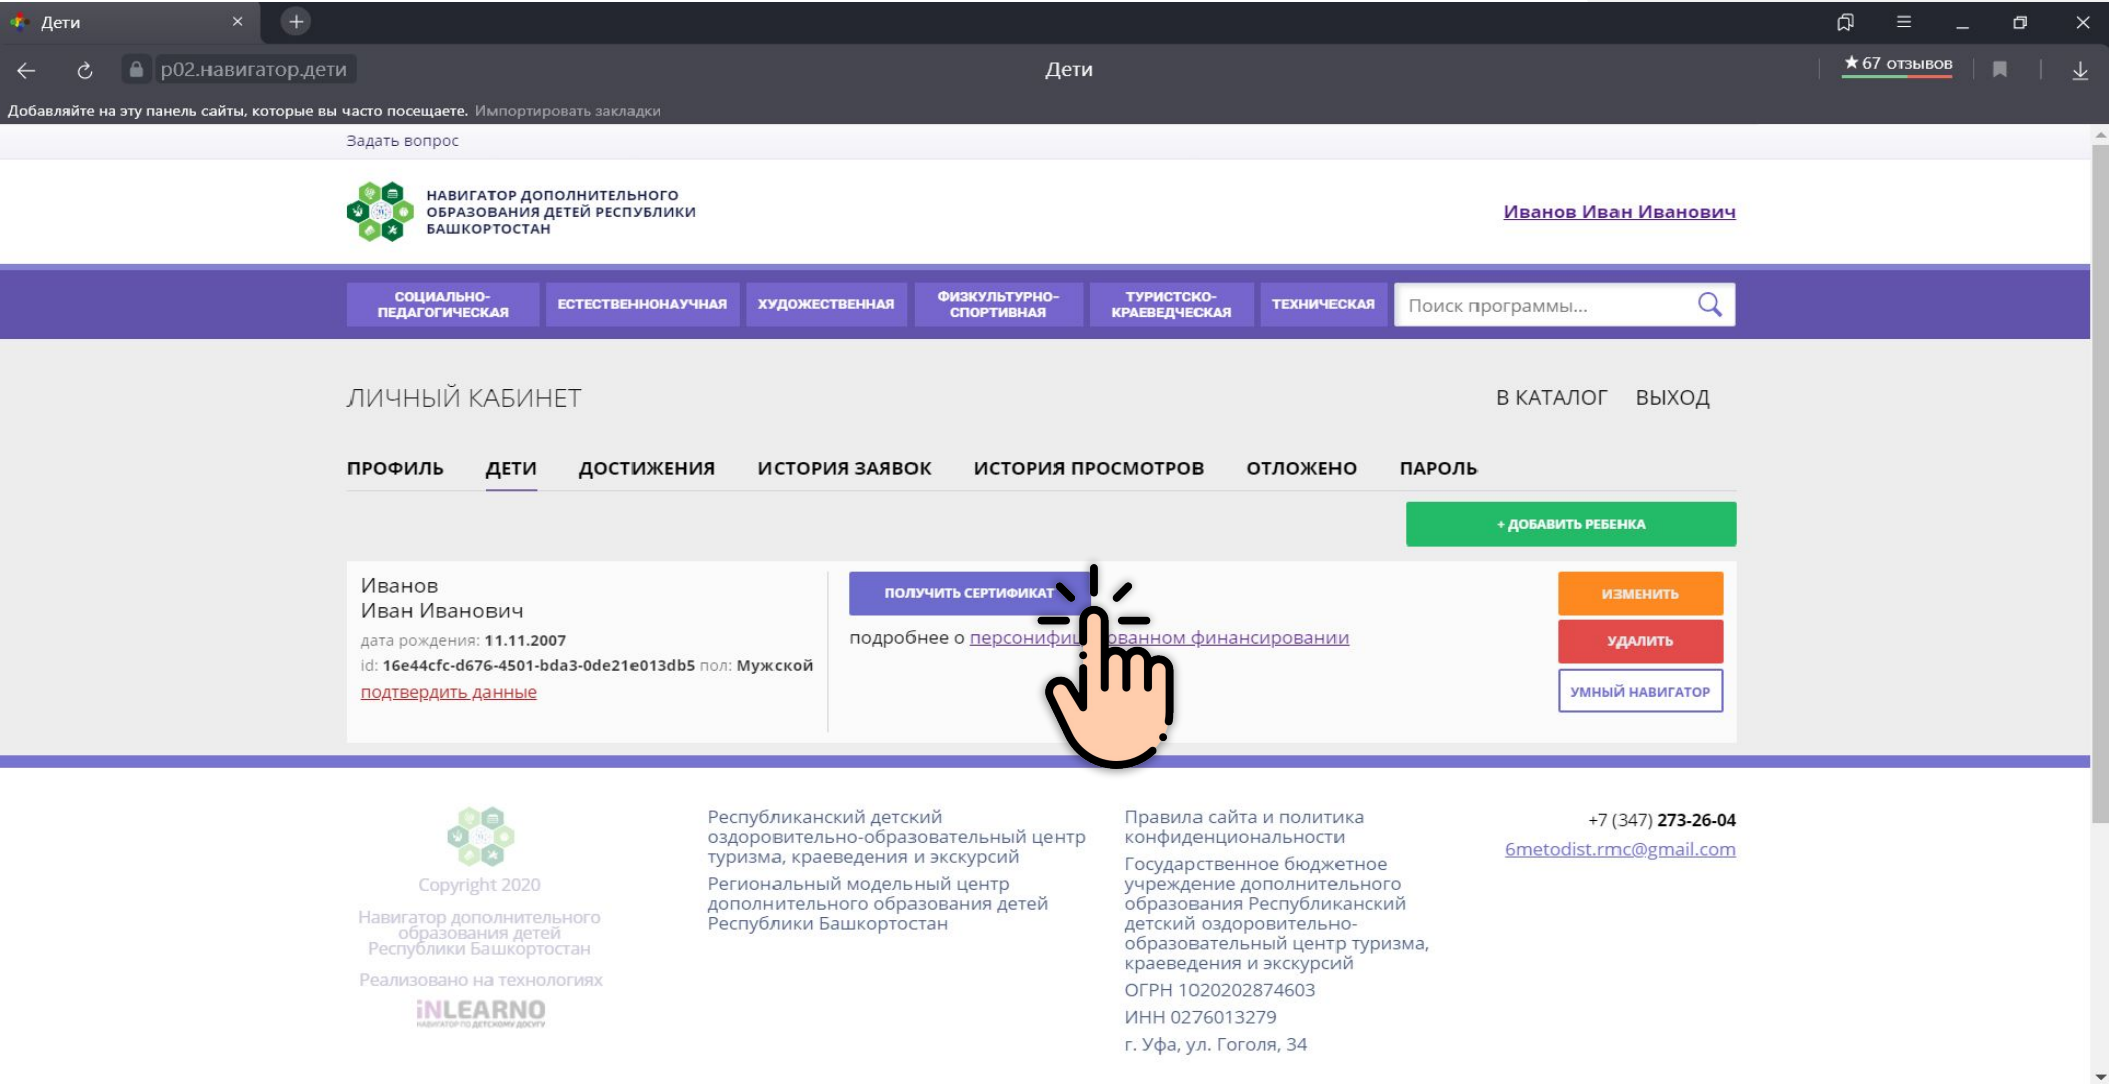 Дети
p02.навигатор.дети
Дети
★ 67 отзывов
Добавляйте на эту панель сайты, которые вы часто посещаете. Импортировать закладки
Задать вопрос
НАВИГАТОР ДОПОЛНИТЕЛЬНОГО
ОБРАЗОВАНИЯ ДЕТЕЙ РЕСПУБЛИКИ
БАШКОРТОСТАН
Иванов Иван Иванович
СОЦИАЛЬНО-
ПЕДАГОГИЧЕСКАЯ
ЕСТЕСТВЕННОНАУЧНАЯ
ХУДОЖЕСТВЕННАЯ
ФИЗКУЛЬТУРНО-
СПОРТИВНАЯ
ТУРИСТСКО-
КРАЕВЕДЧЕСКАЯ
ТЕХНИЧЕСКАЯ
Поиск программы...
ЛИЧНЫЙ КАБИНЕТ
В КАТАЛОГ ВЫХОД
ПРОФИЛЬ ДЕТИ ДОСТИЖЕНИЯ ИСТОРИЯ ЗАЯВОК ИСТОРИЯ ПРОСМОТРОВ ОТЛОЖЕНО ПАРОЛЬ
+ ДОБАВИТЬ РЕБЕНКА
Иванов
Иван Иванович
дата рождения: 11.11.2007
id: 16e44cfc-d676-4501-bda3-0de21e013db5 пол: Мужской
подтвердить данные
ПОЛУЧИТЬ СЕРТИФИКАТ
подробнее о персонифицированном финансировании
ИЗМЕНИТЬ
УДАЛИТЬ
УМНЫЙ НАВИГАТОР
Copyright 2020
Навигатор дополнительного
образования детей
Республики Башкортостан
Реализовано на технологиях
iNLEARNO
НАВИГАТОР ПО ДЕТСКОМУ ДОСУГУ
Республиканский детский
оздоровительно-образовательный центр
туризма, краеведения и экскурсий
Региональный модельный центр
дополнительного образования детей
Республики Башкортостан
Правила сайта и политика
конфиденциональности
Государственное бюджетное
учреждение дополнительного
образования Республиканский
детский оздоровительно-
образовательный центр туризма,
краеведения и экскурсий
ОГРН 1020202874603
ИНН 0276013279
г. Уфа, ул. Гоголя, 34
+7 (347) 273-26-04
6metodist.rmc@gmail.com